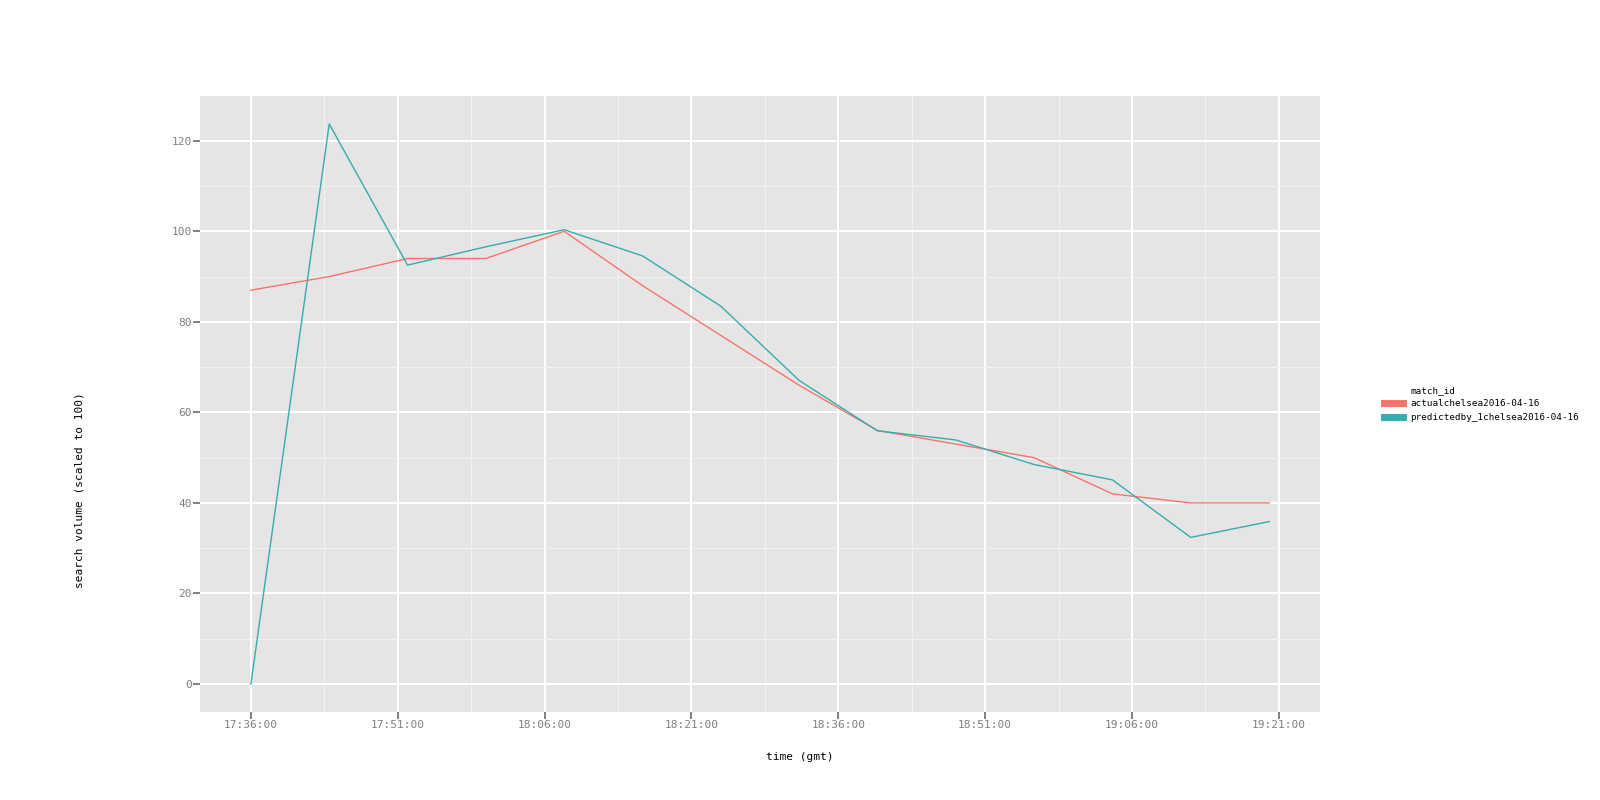 120
100
80
60
40
20
0
search volume (scaled to 100)
17:36:00 17:51:00 18:06:00 18:21:00 18:36:00 18:51:00 19:06:00 19:21:00
time (gmt)
match_id
actualchelsea2016-04-16
predictedby_1chelsea2016-04-16